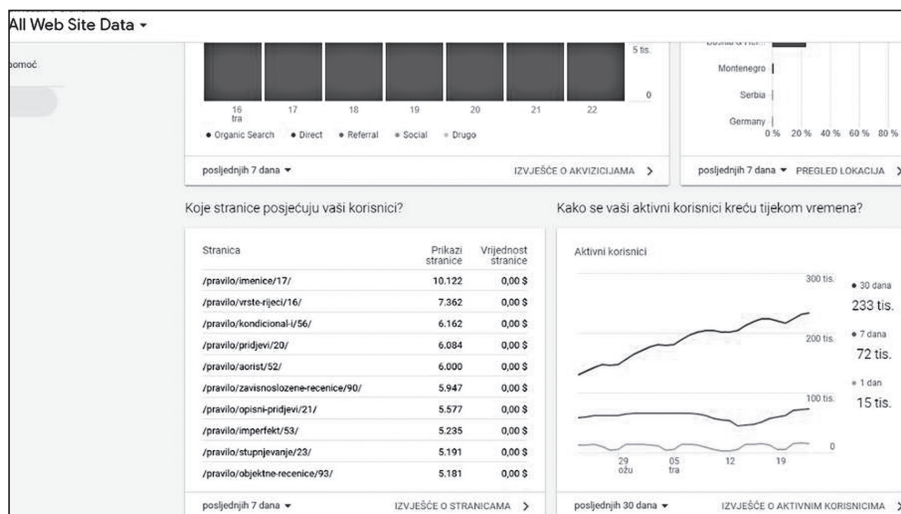 All Web Site Data
pomoć
5 tis.
0
16 17 18 19 20 21 22
tra
Organic Search Direct Referral Social Drugo
posljednjih 7 dana IZVJEŠĆE O AKVIZICIJAMA
Montenegro
Serbia
Germany
0 % 20 % 40 % 60 % 80 %
posljednjih 7 dana PREGLED LOKACIJA
Koje stranice posjećuju vaši korisnici?
Stranica Prikazi stranice Vrijednost stranice
/pravilo/imenice/17/ 10.122 0,00 $
/pravilo/vrste-rijeci/16/ 7.362 0,00 $
/pravilo/kondicional-i/56/ 6.162 0,00 $
/pravilo/pridjevi/20/ 6.084 0,00 $
/pravilo/aorist/52/ 6.000 0,00 $
/pravilo/zavisnoslozene-recenice/90/ 5.947 0,00 $
/pravilo/opisni-pridjevi/21/ 5.577 0,00 $
/pravilo/imperfekt/53/ 5.235 0,00 $
/pravilo/stupnjevanje/23/ 5.191 0,00 $
/pravilo/objektne-recenice/93/ 5.181 0,00 $
posljednjih 7 dana IZVJEŠĆE O STRANICAMA
Kako se vaši aktivni korisnici kreću tijekom vremena?
Aktivni korisnici
300 tis.
200 tis.
100 tis.
0
30 dana
233 tis.
7 dana
72 tis.
1 dan
15 tis.
29 05 12 19
ožu tra
posljednjih 30 dana IZVJEŠĆE O AKTIVNIM KORISNICIMA